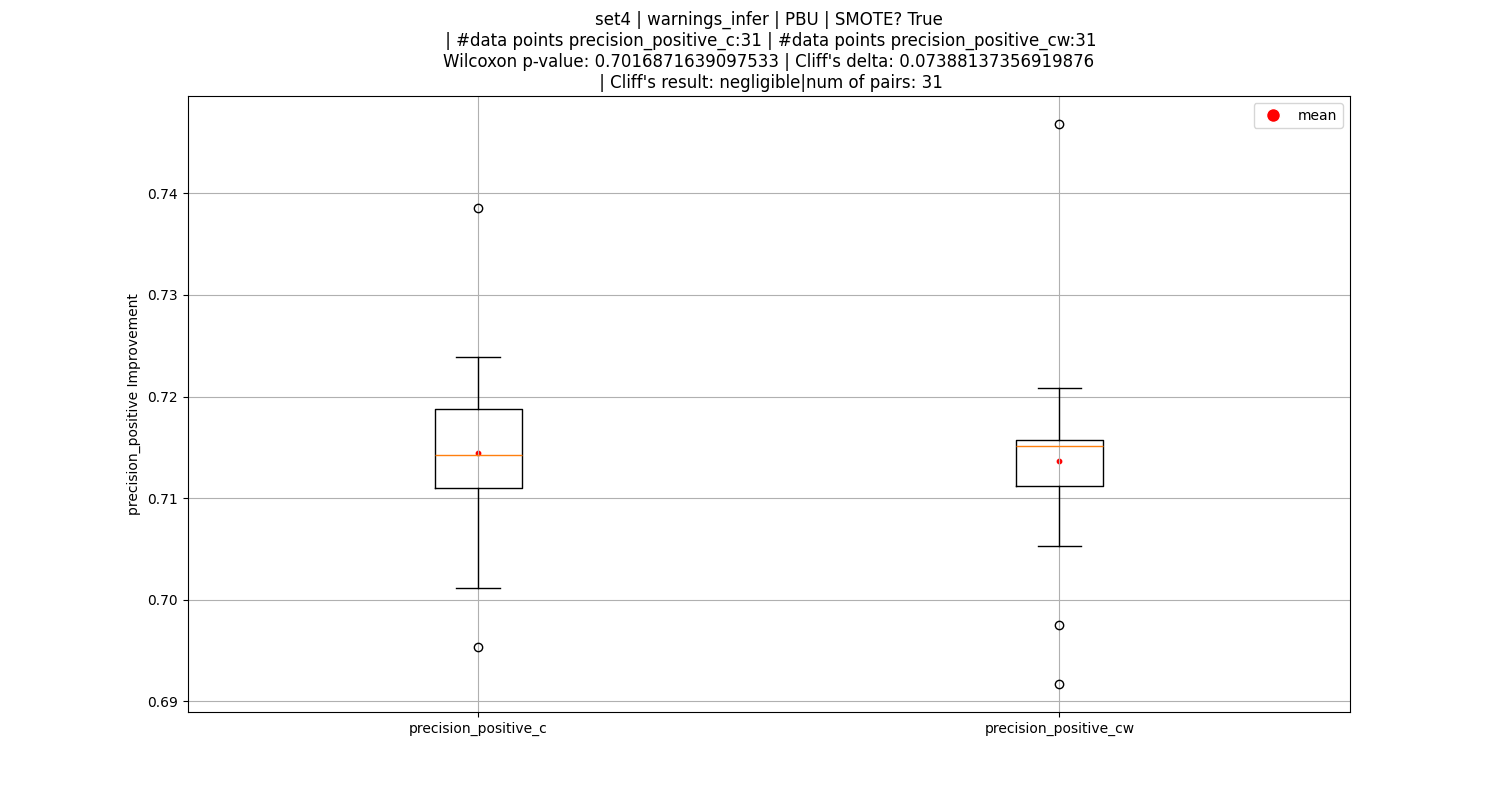 set4 | warnings_infer | PBU | SMOTE? True
| #data points precision_positive_c:31 | #data points precision_positive_cw:31
Wilcoxon p-value: 0.7016871639097533 | Cliff's delta: 0.07388137356919876
| Cliff's result: negligible|num of pairs: 31
mean
0.74
0.73
0.72
0.71
0.70
0.69
precision_positive Improvement
precision_positive_c
precision_positive_cw